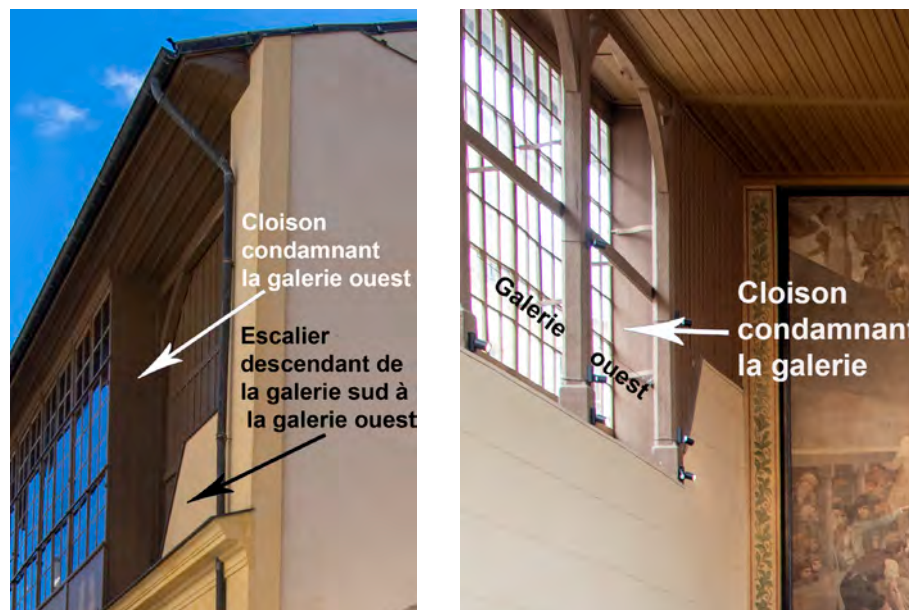 Cloison
condamnant
la galerie ouest
Escalier
descendant de
la galerie sud à
la galerie ouest
Galerie ouest
Cloison
condamnant
la galerie